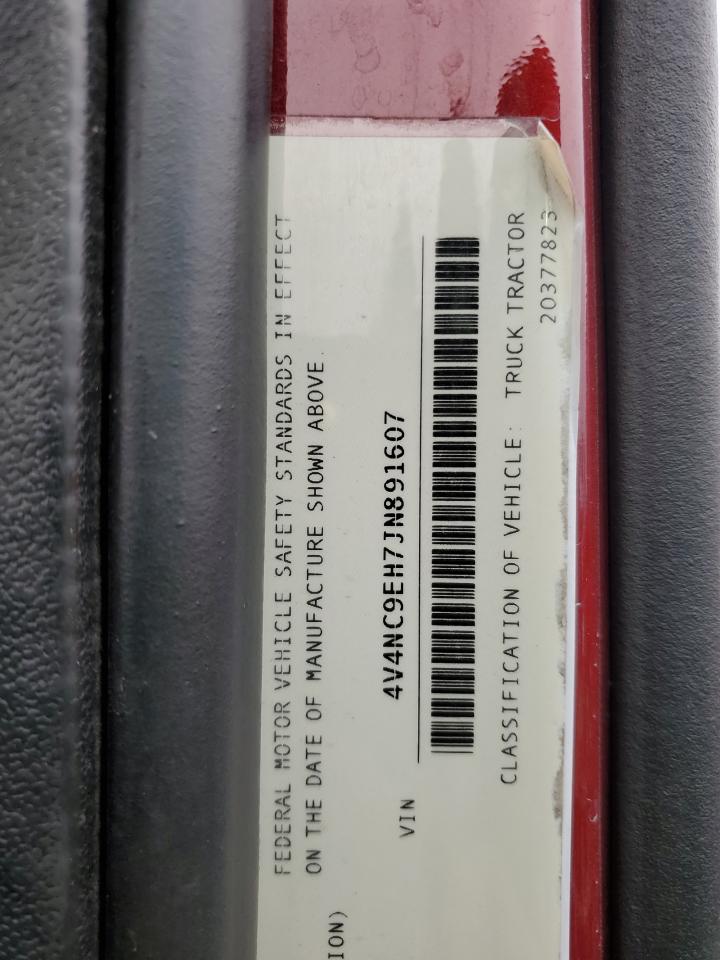 FEDERAL MOTOR VEHICLE SAFETY STANDARDS IN EFFECT
ON THE DATE OF MANUFACTURE SHOWN ABOVE.
ION)
4V4NC9EH7JN891607
VIN
CLASSIFICATION OF VEHICLE: TRUCK TRACTOR
20377823